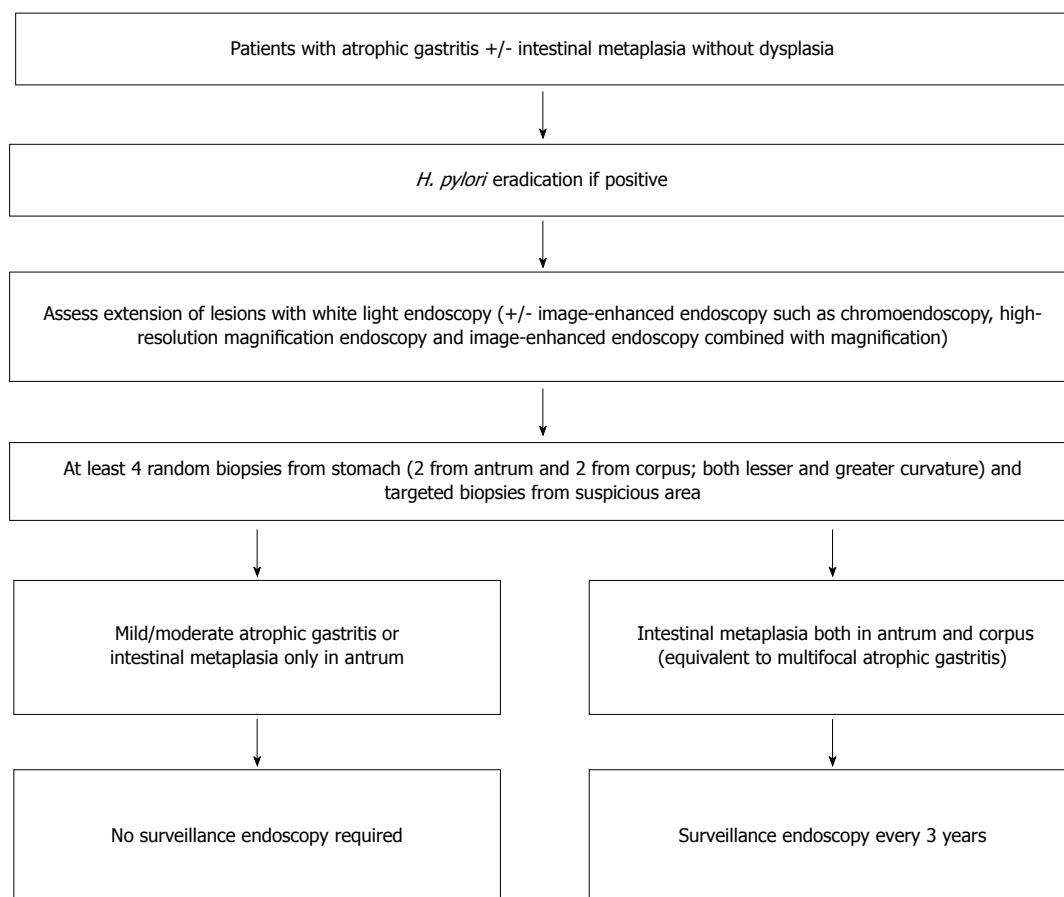 Patients with atrophic gastritis +/- intestinal metaplasia without dysplasia
H. pylori eradication if positive
Assess extension of lesions with white light endoscopy (+/- image-enhanced endoscopy such as chromoendoscopy, high-
resolution magnification endoscopy and image-enhanced endoscopy combined with magnification)
At least 4 random biopsies from stomach (2 from antrum and 2 from corpus; both lesser and greater curvature) and
targeted biopsies from suspicious area
Mild/moderate atrophic gastritis or
intestinal metaplasia only in antrum
Intestinal metaplasia both in antrum and corpus
(equivalent to multifocal atrophic gastritis)
No surveillance endoscopy required
Surveillance endoscopy every 3 years